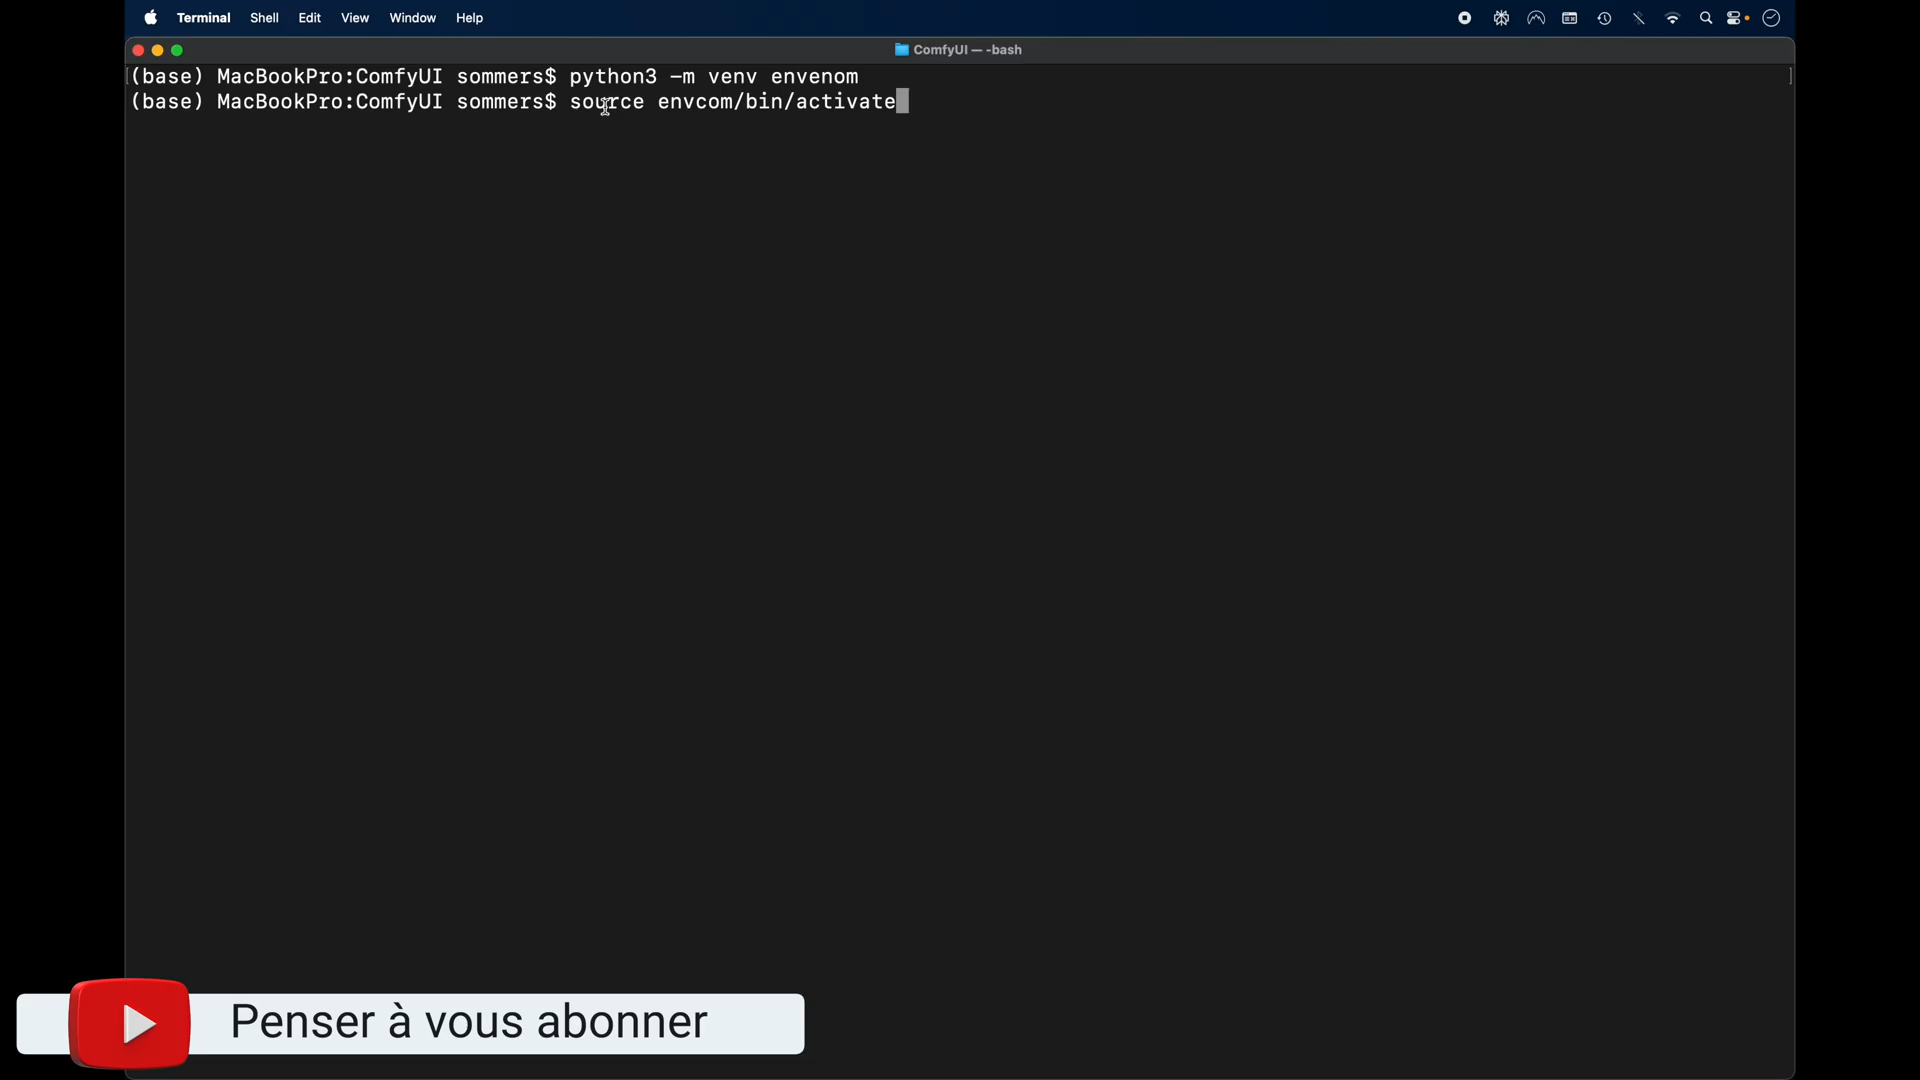 Terminal Shell Edit View Window Help
ComfyUI — -bash
(base) MacBookPro:ComfyUI sommers$ python3 -m venv envenom
(base) MacBookPro:ComfyUI sommers$ source envcom/bin/activate
Penser à vous abonner